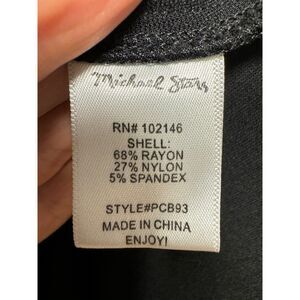 Michael Stars
RN# 102146
SHELL:
68% RAYON
27% NYLON
5% SPANDEX
STYLE#PCB93
MADE IN CHINA
ENJOY!